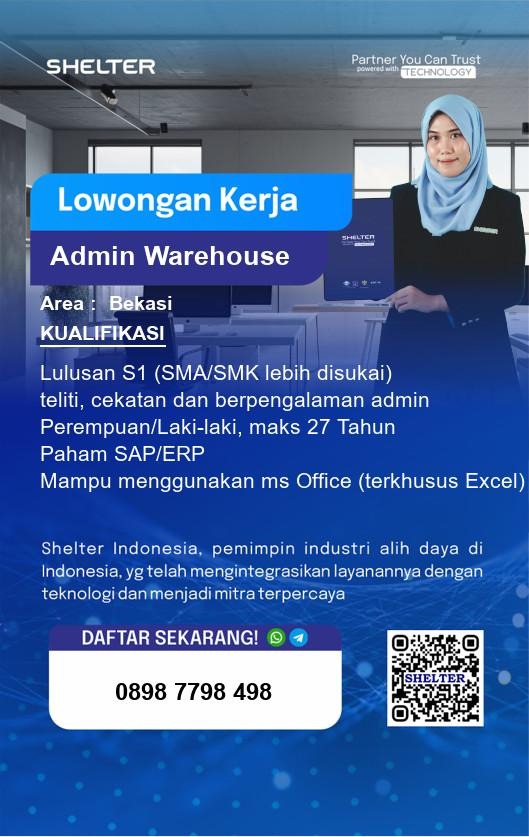 SHELTER
Partner You Can Trust
powered with TECHNOLOGY
Lowongan Kerja
Admin Warehouse
SHELTER
SHELTER
Area : Bekasi
KUALIFIKASI
Lulusan S1 (SMA/SMK lebih disukai)
teliti, cekatan dan berpengalaman admin
Perempuan/Laki-laki, maks 27 Tahun
Paham SAP/ERP
Mampu menggunakan ms Office (terkhusus Excel)
Shelter Indonesia, pemimpin industri alih daya di
Indonesia, yg telah mengintegrasikan layanannya dengan
teknologi dan menjadi mitra terpercaya
DAFTAR SEKARANG!
0898 7798 498
SHELTER